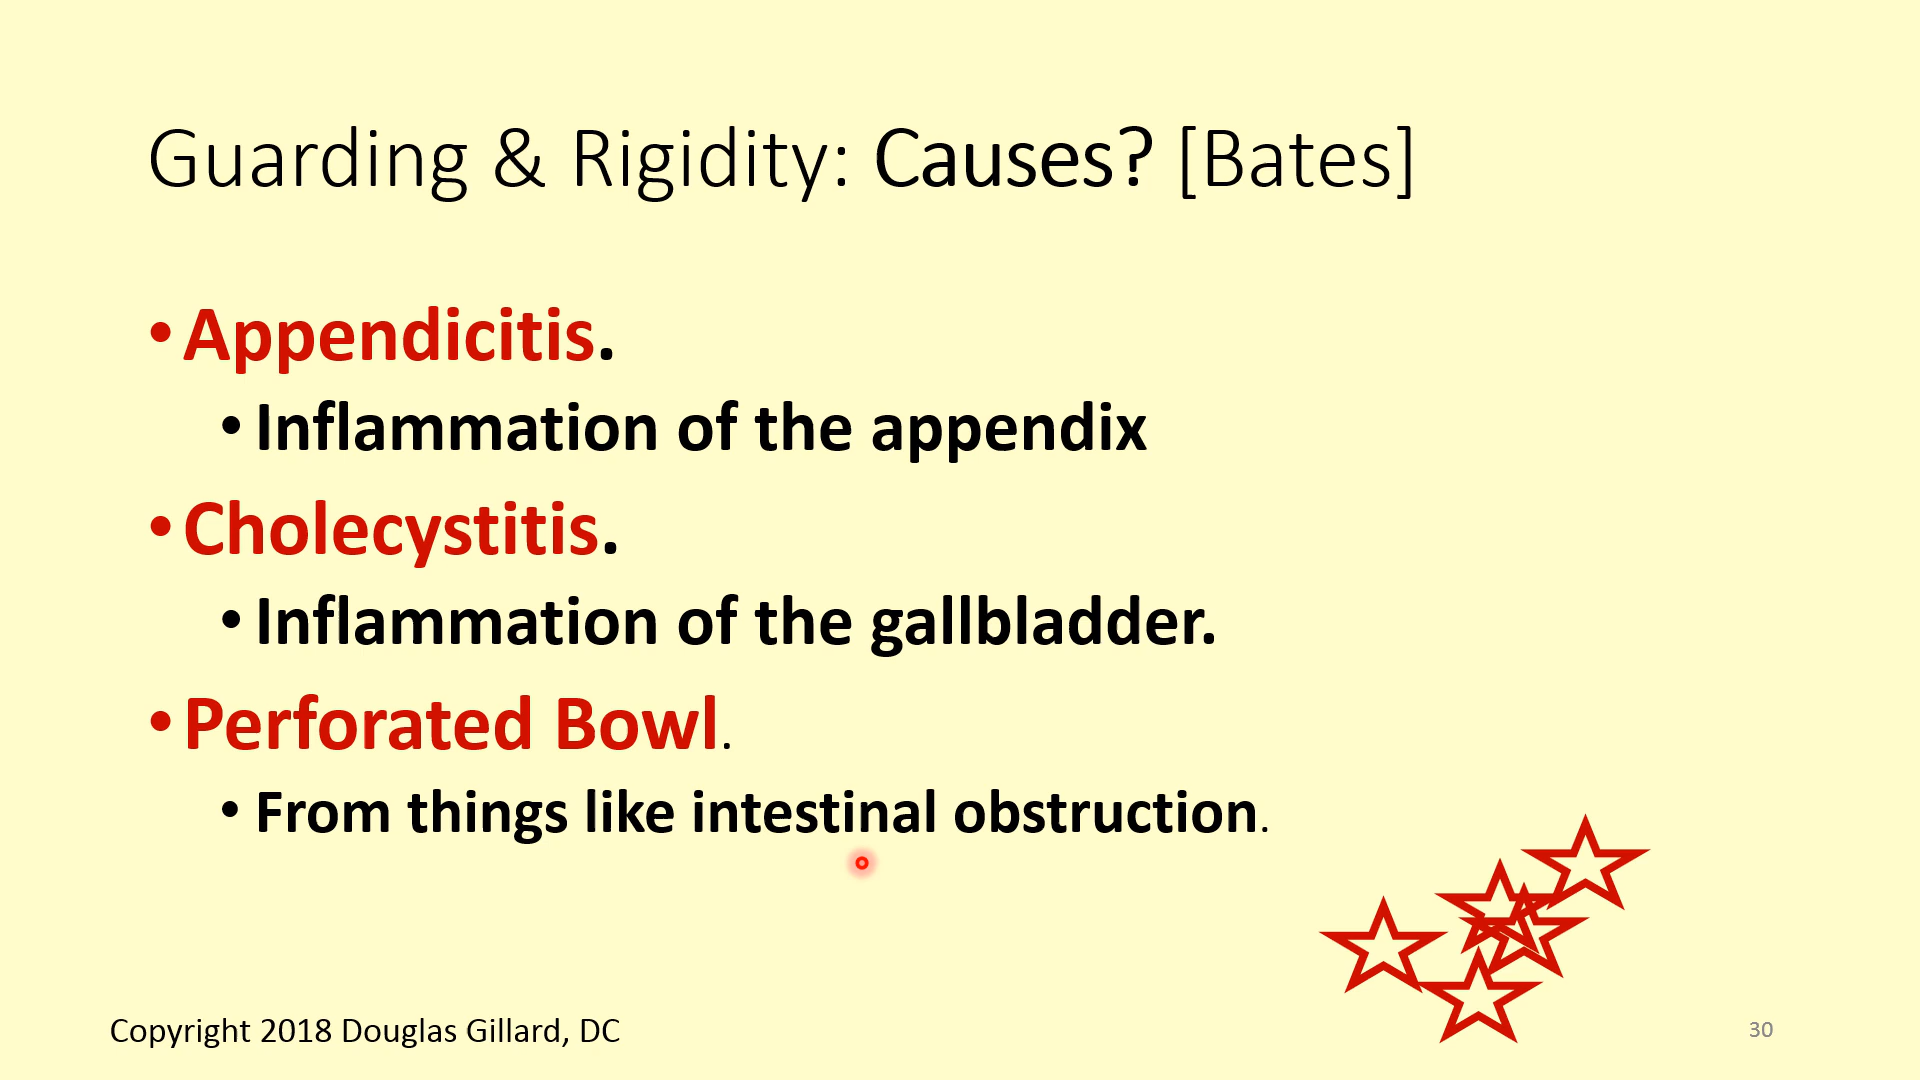 Guarding & Rigidity: Causes? [Bates]
•Appendicitis.
•Inflammation of the appendix
•Cholecystitis.
•Inflammation of the gallbladder.
•Perforated Bowl.
•From things like intestinal obstruction.
Copyright 2018 Douglas Gillard, DC
30